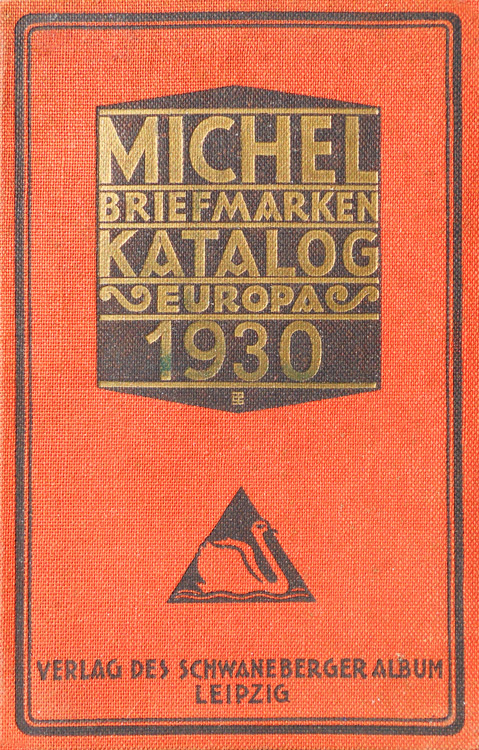 MICHEL
BRIEFMARKEN
KATALOG
EUROPA
1930
VERLAG DES SCHWANEBERGER ALBUM
LEIPZIG